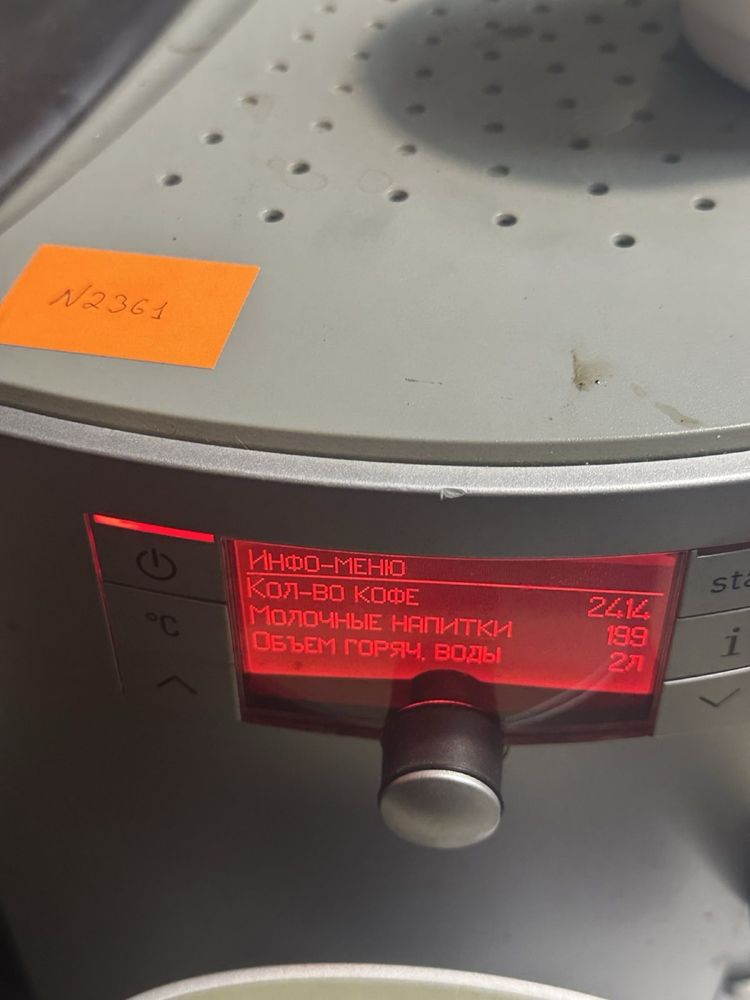 N2361
Инфо-меню
Кол-во кофе 2414
Молочные напитки 199
Объем горяч. воды 2л
°C
i